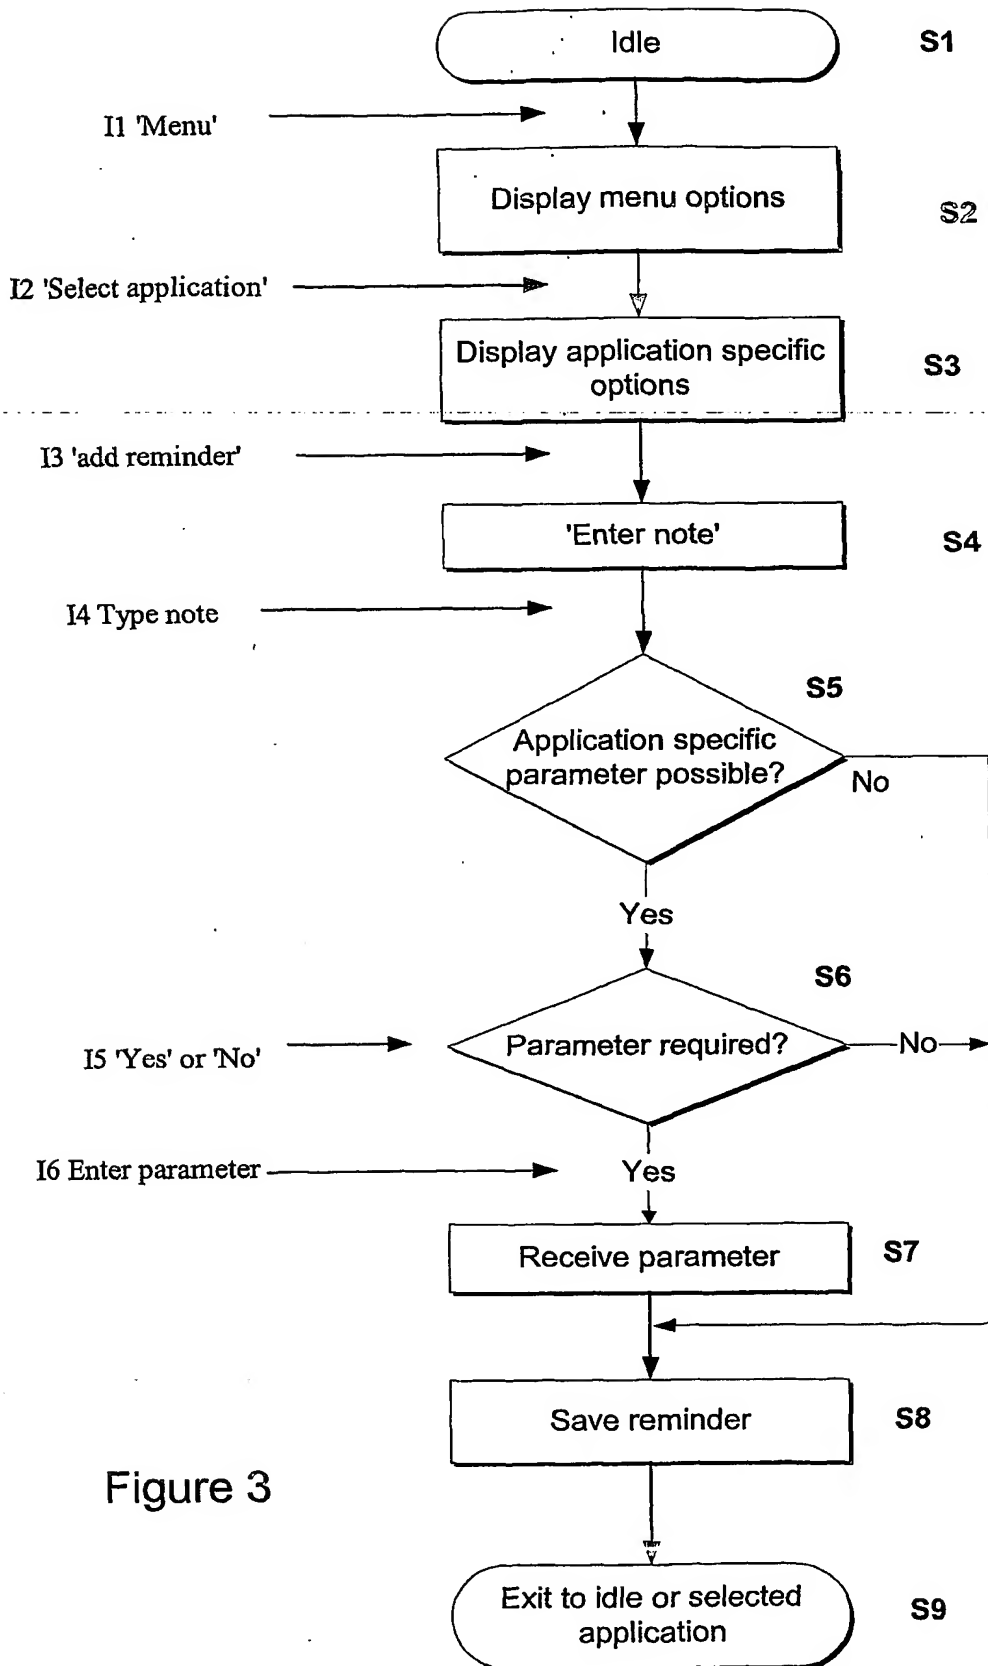 Idle
S1
I1 'Menu'
Display menu options
S2
I2 'Select application'
Display application specific
options
S3
I3 'add reminder'
'Enter note'
S4
I4 Type note
S5
Application specific
parameter possible?
No
Yes
S6
I5 'Yes' or 'No'
Parameter required?
No
I6 Enter parameter
Yes
Receive parameter
S7
Save reminder
S8
Figure 3
Exit to idle or selected
application
S9